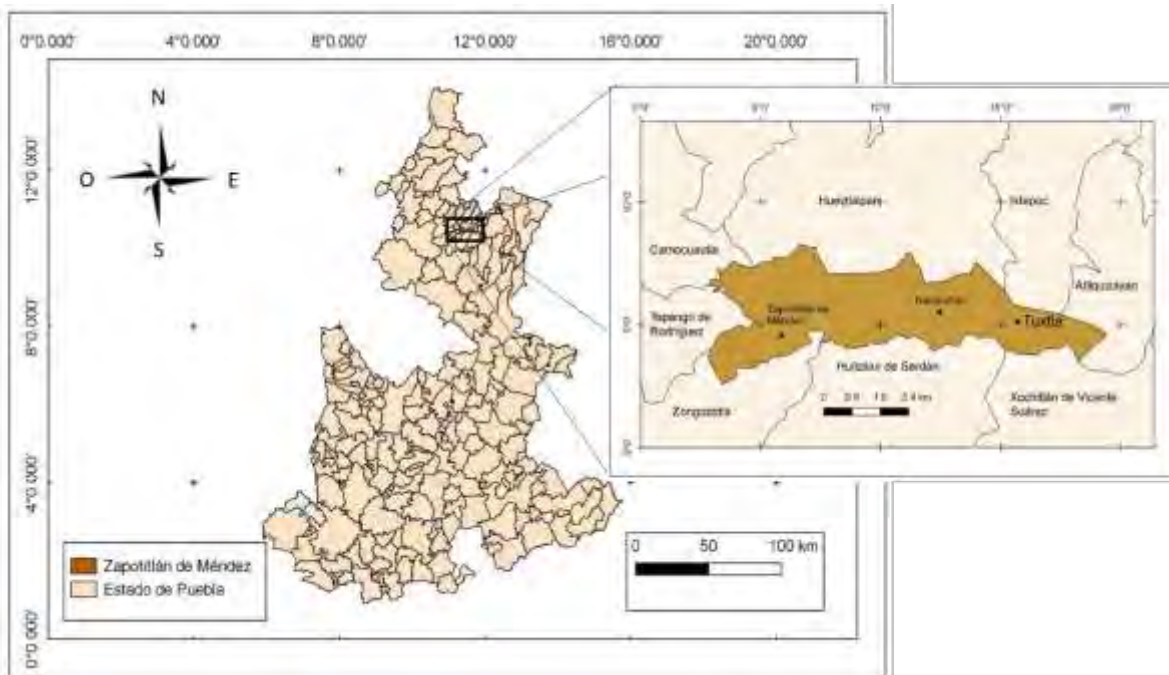 0°0.000'
4°0.000'
8°0.000'
12°0.000'
16°0.000'
20°0.000'
12°0.000'
8°0.000'
4°0.000'
0°0.000'
N
O
E
S
Zapotitlán de Méndez
Estado de Puebla
0 50 100 km
Ixtepec
Camocuautla
Atlequizayan
Tepango de
Rodríguez
Zapotitlán de
Méndez
Tuxtla
Huitzilan de Serdán
Zongozotla
Xochitlán de Vicente
Suárez